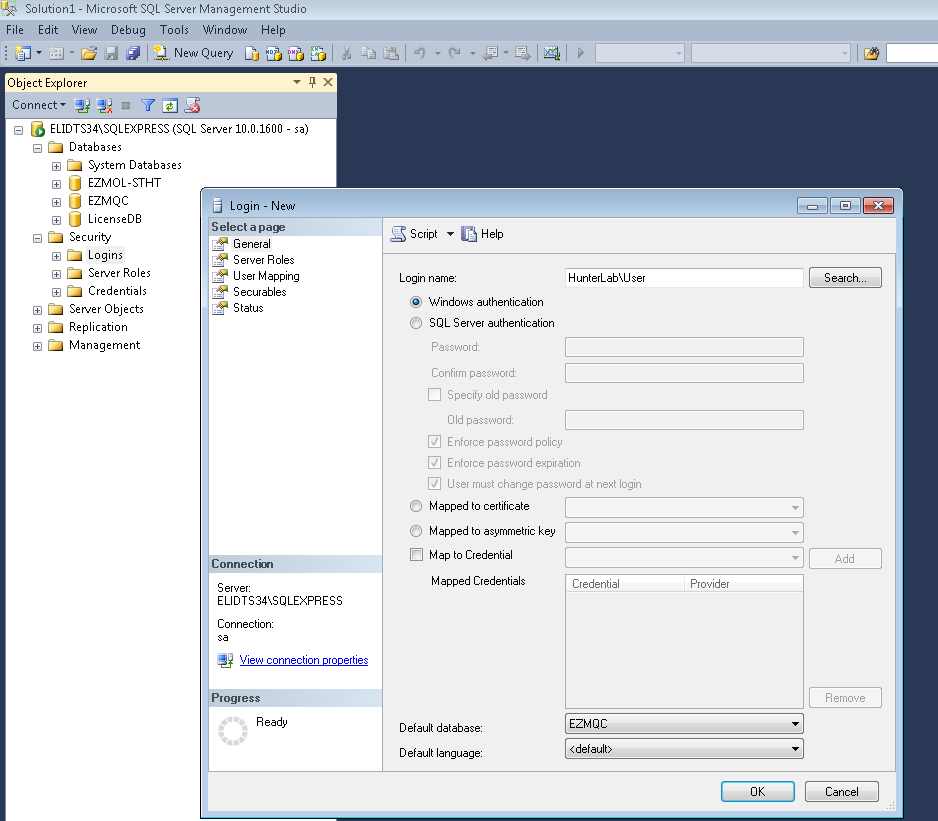 Solution1 - Microsoft SQL Server Management Studio
File Edit View Debug Tools Window Help
New Query
Object Explorer
Connect
ELIDTS34\SQLEXPRESS (SQL Server 10.0.1600 - sa)
Databases
System Databases
EZMOL-STHT
EZMQC
LicenseDB
Security
Logins
Server Roles
Credentials
Server Objects
Replication
Management
Login - New
Select a page
General
Server Roles
User Mapping
Securables
Status
Connection
Server:
ELIDTS34\SQLEXPRESS
Connection:
sa
View connection properties
Progress
Ready
Script Help
Login name: HunterLab\User Search...
Windows authentication
SQL Server authentication
Password:
Confirm password:
Specify old password
Old password:
Enforce password policy
Enforce password expiration
User must change password at next login
Mapped to certificate
Mapped to asymmetric key
Map to Credential Add
Mapped Credentials Credential Provider
Remove
Default database: EZMQC
Default language: <default>
OK Cancel